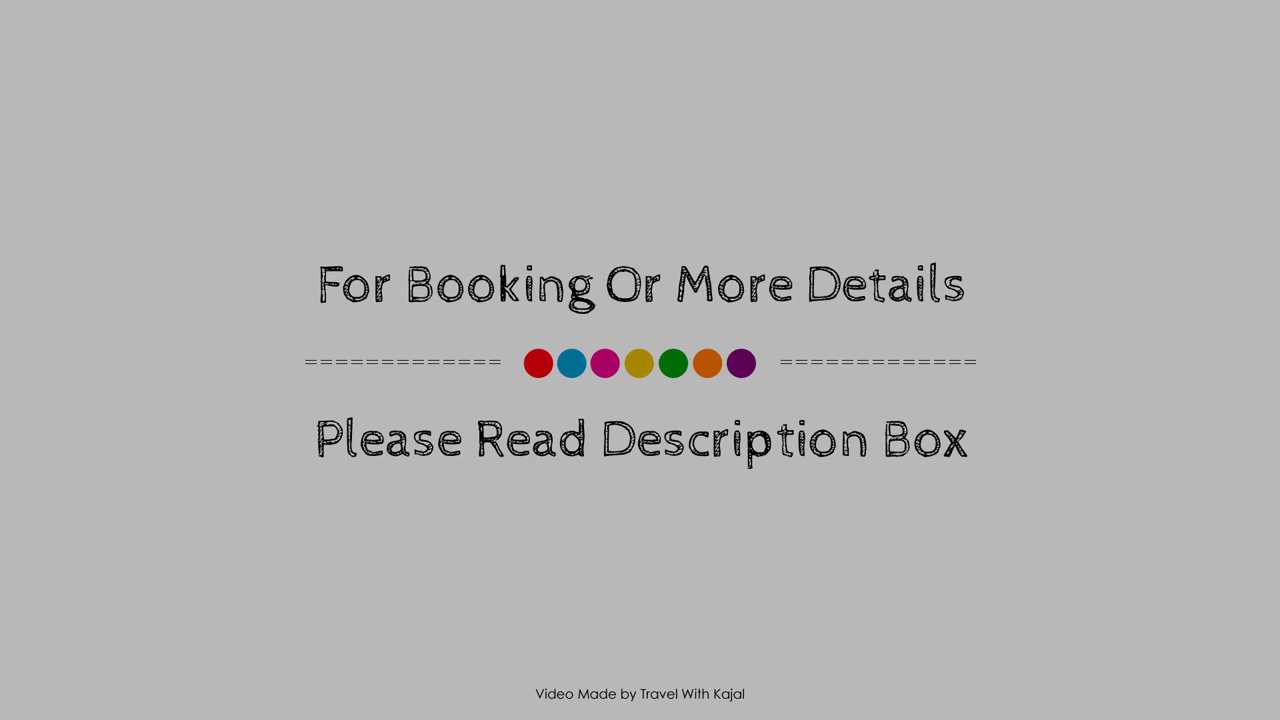 For Booking Or More Details
============= =============
Please Read Description Box
Video Made by Travel With Kajal